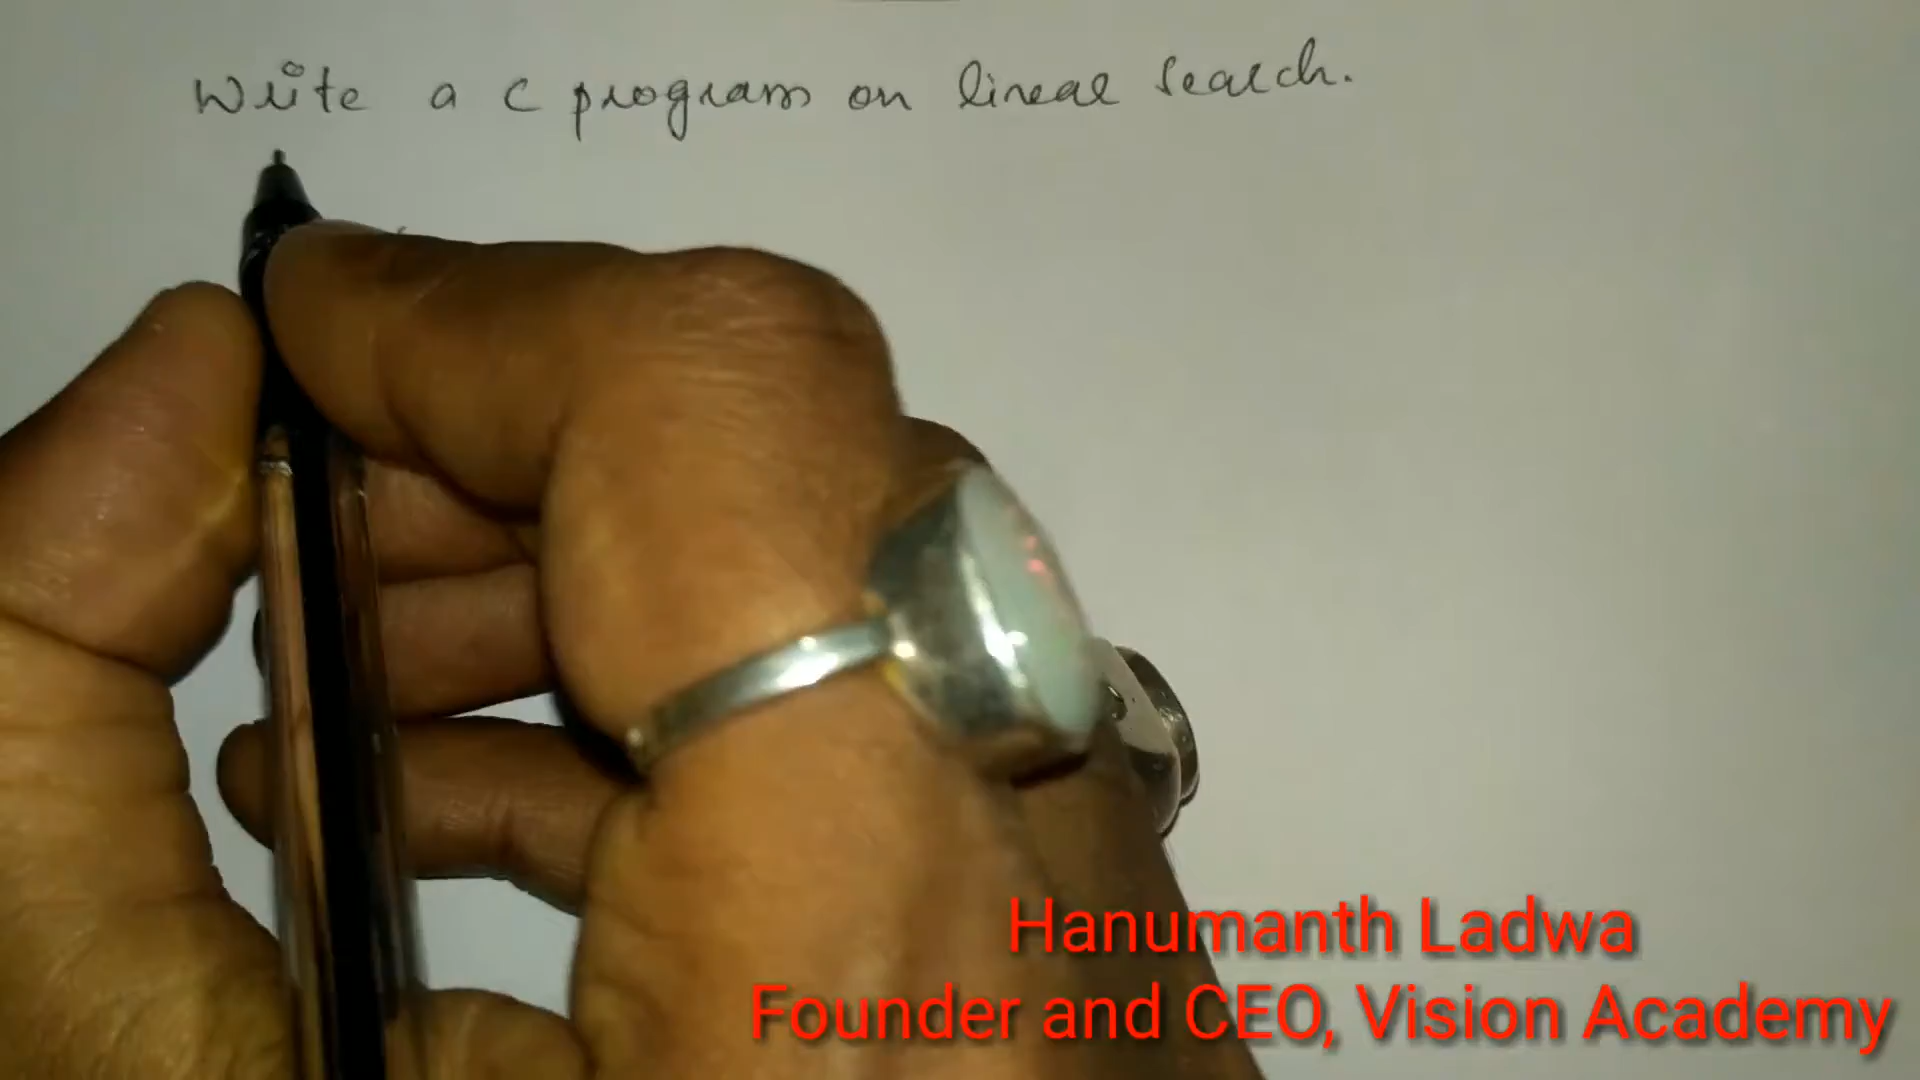 Write a c program on linear search.
Hanumanth Ladwa
Founder and CEO, Vision Academy